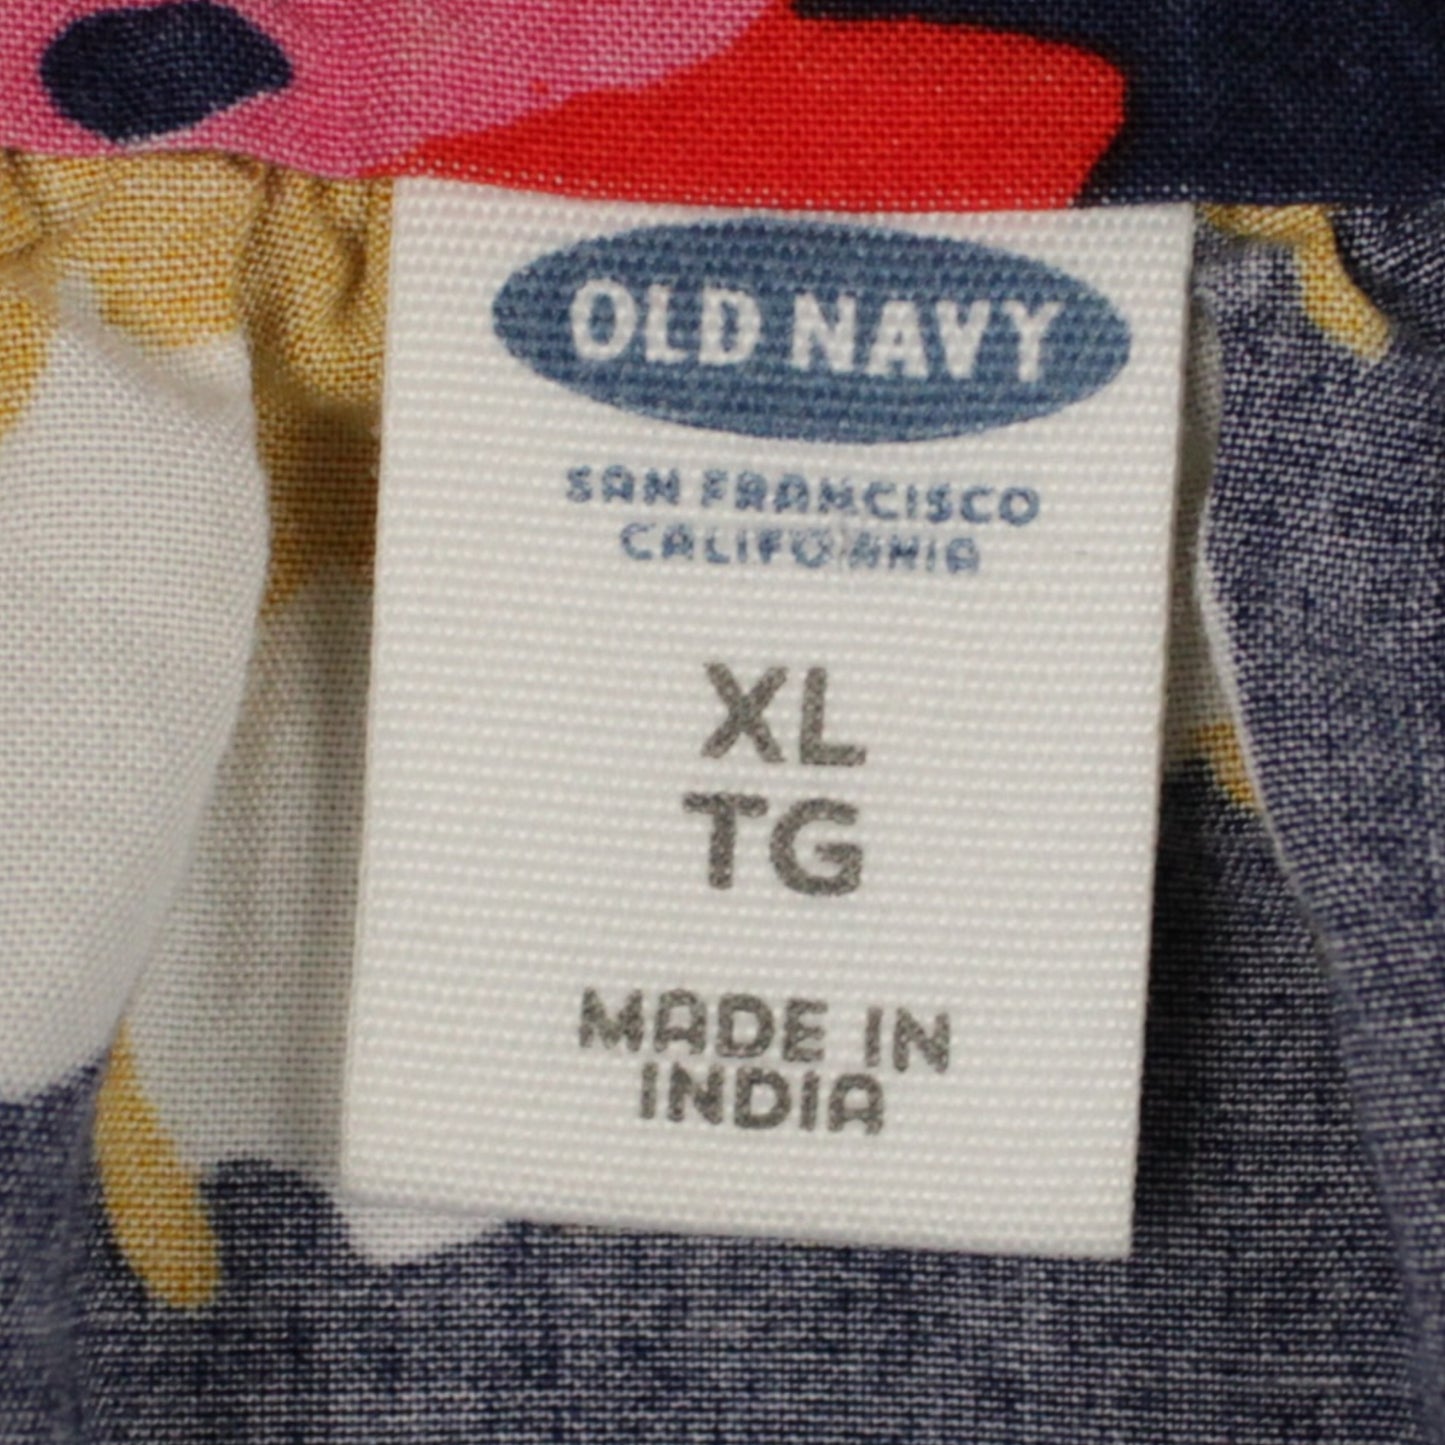 OLD NAVY
SAN FRANCISCO
CALIFORNIA
XL
TG
MADE IN
INDIA